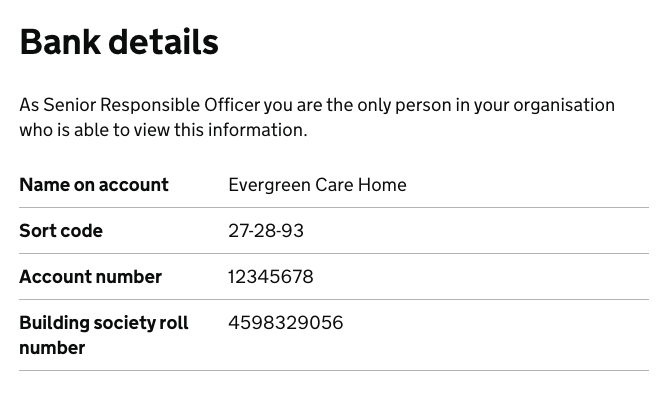 Bank details
As Senior Responsible Officer you are the only person in your organisation
who is able to view this information.
Name on account Evergreen Care Home
Sort code 27-28-93
Account number 12345678
Building society roll 4598329056
number